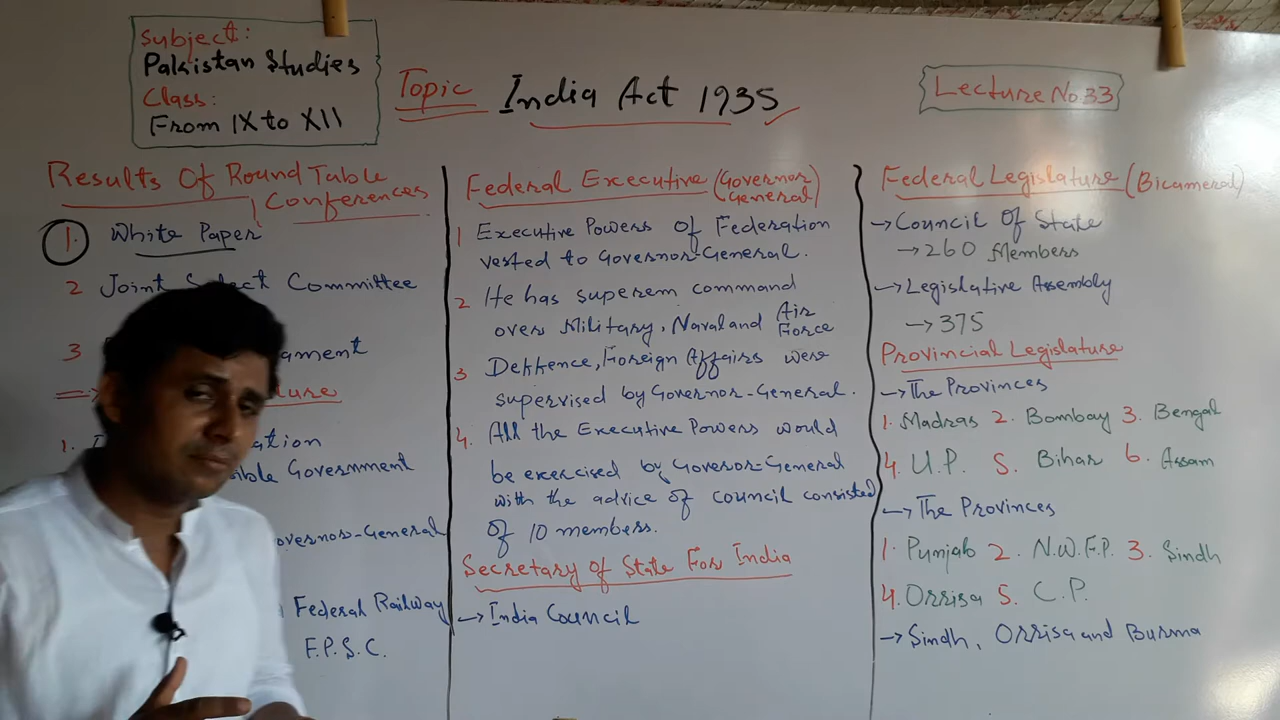 Subject:
Pakistan Studies
Class:
From IX to XII
Topic India Act 1935
Lecture No.33
Results Of Round Table
Conferences
1. White Paper
2 Joint Select Committee
3
=>
1.
Government
Governor-General
Federal Railway
F.P.S.C.
Federal Executive (Governor
General)
1 Executive Powers of Federation
vested to Governor-General.
2 He has superem command
overs Military, Naval and Air
Force
3 Deffence, Foreign Affairs were
supervised by Governor-General.
4. All the Executive Powers would
be exercised by Goveror-General
with the advice of council consisted
of 10 members.
Secretary of State For India
→ India Council
Federal Legislature (Bicameral)
→ Council Of State
→ 260 Members
→ Legislative Assembly
→ 375
Provincial Legislature
→ The Provinces
1. Madras 2. Bombay 3. Bengal
4. U.P. 5. Bihar 6. Assam
→ The Provinces
1. Punjab 2. N.W.F.P. 3. Sindh
4. Orrisa 5. C.P.
→ Sindh, Orrisa and Burma